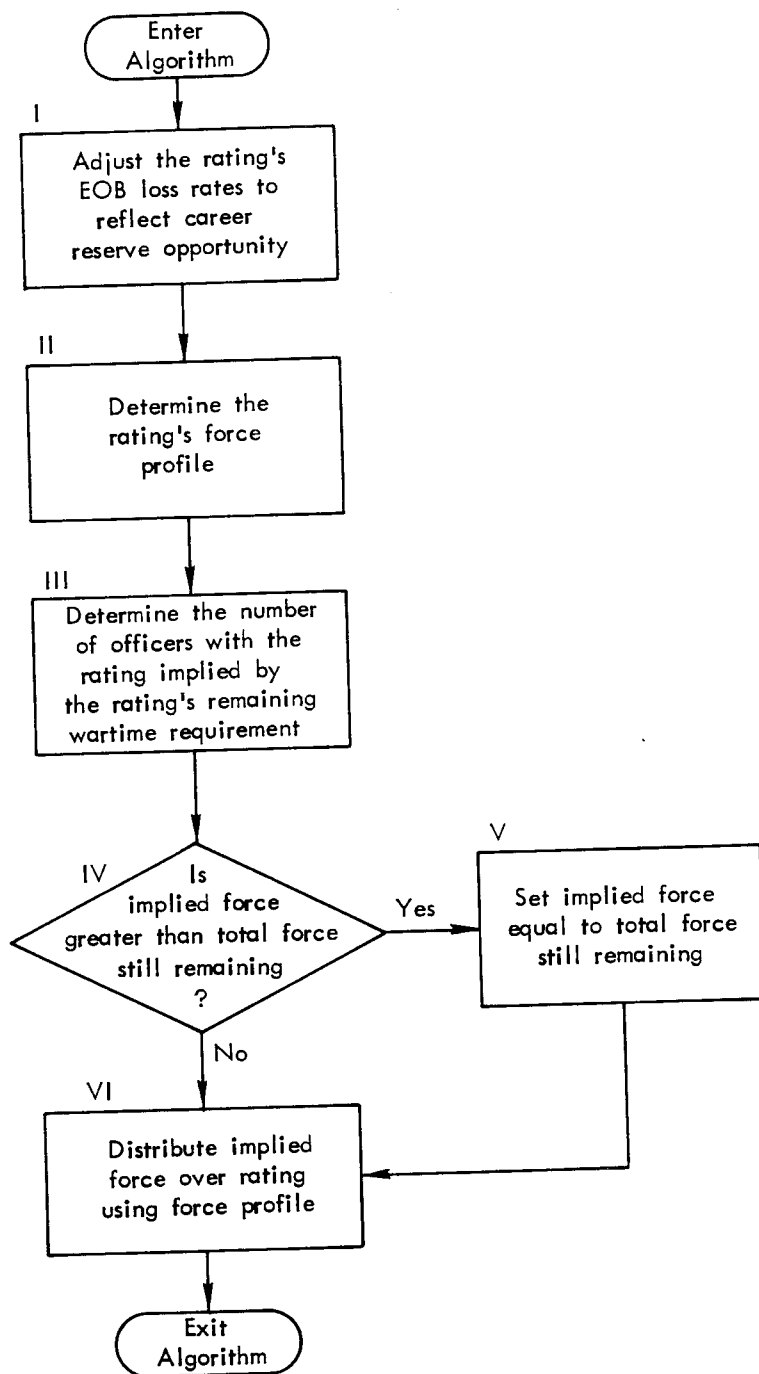 Enter
Algorithm
I
Adjust the rating's
EOB loss rates to
reflect career
reserve opportunity
II
Determine the
rating's force
profile
III
Determine the number
of officers with the
rating implied by
the rating's remaining
wartime requirement
IV
Is
implied force
greater than total force
still remaining
?
Yes
V
Set implied force
equal to total force
still remaining
No
VI
Distribute implied
force over rating
using force profile
Exit
Algorithm